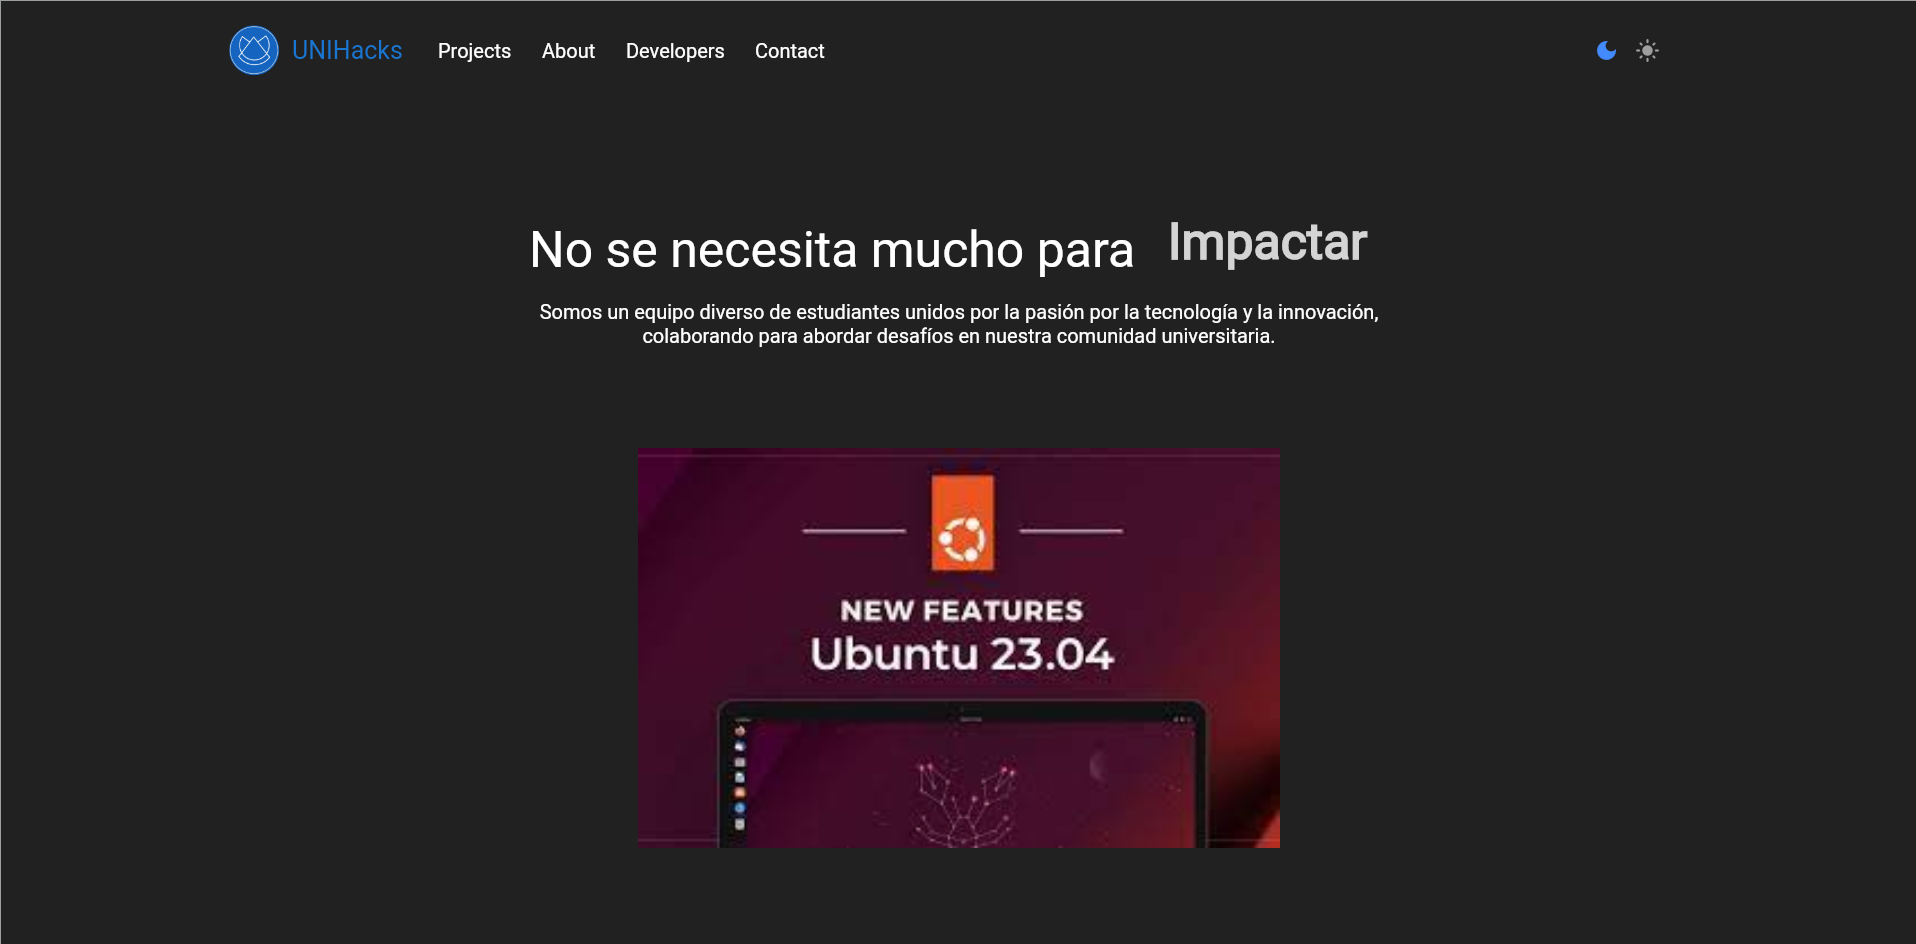 UNIHacks Projects About Developers Contact
No se necesita mucho para Impactar
Somos un equipo diverso de estudiantes unidos por la pasión por la tecnología y la innovación,
colaborando para abordar desafíos en nuestra comunidad universitaria.
NEW FEATURES
Ubuntu 23.04